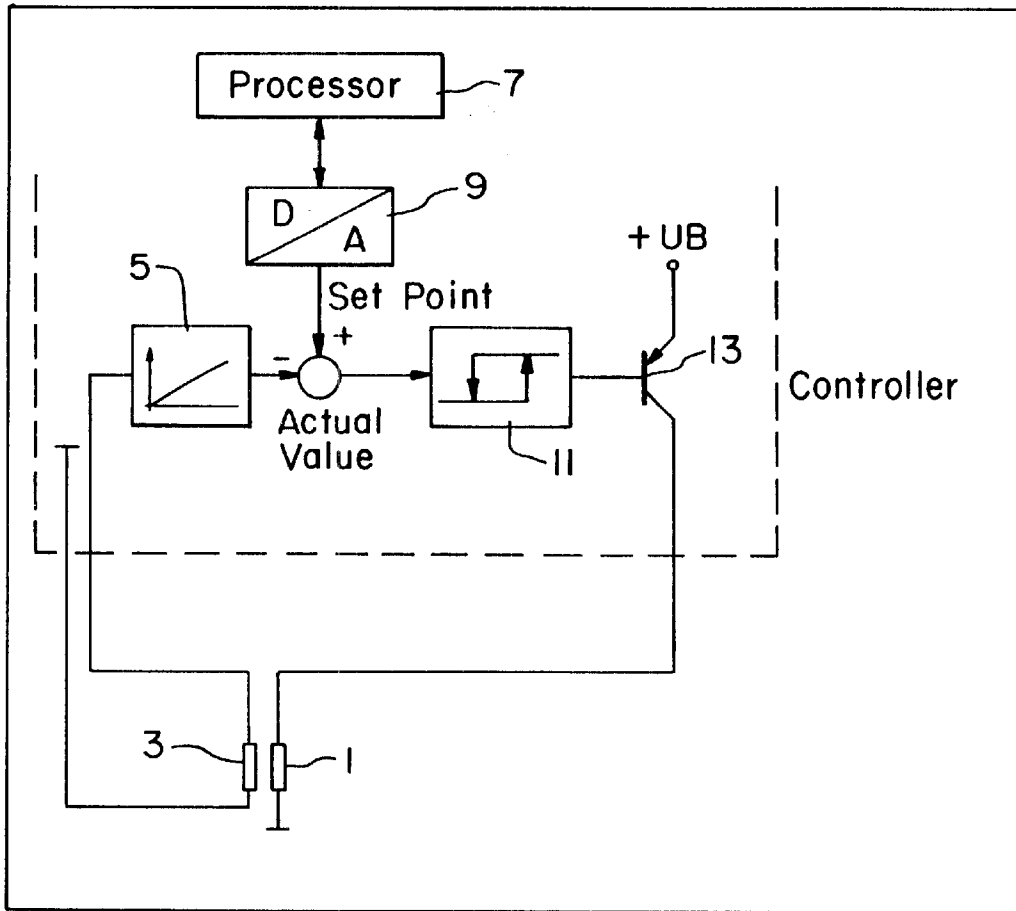 Processor
7
D
A
9
+ UB
5
Set Point
+
-
13
Controller
Actual
Value
11
3
1